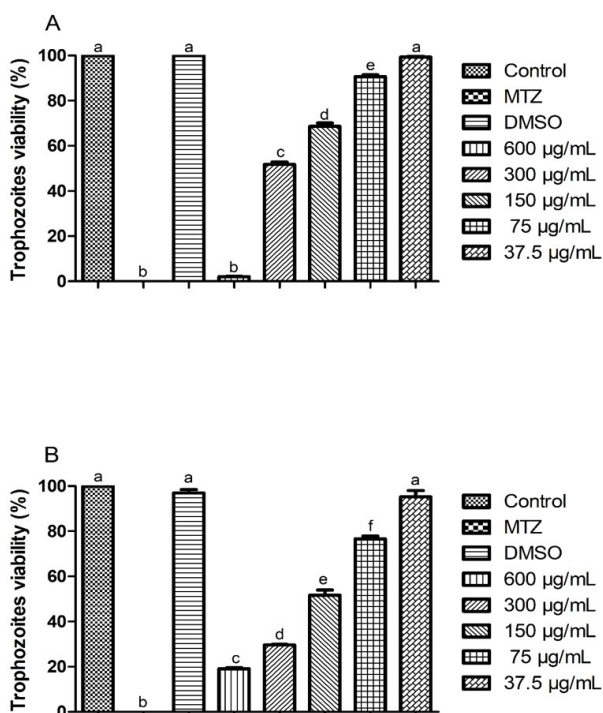 A
Trophozoites viability (%)
100
80
60
40
20
0
a
b
a
b
c
d
e
a
Control
MTZ
DMSO
600 µg/mL
300 µg/mL
150 µg/mL
75 µg/mL
37.5 µg/mL
B
Trophozoites viability (%)
100
80
60
40
20
0
a
b
a
c
d
e
f
a
Control
MTZ
DMSO
600 µg/mL
300 µg/mL
150 µg/mL
75 µg/mL
37.5 µg/mL